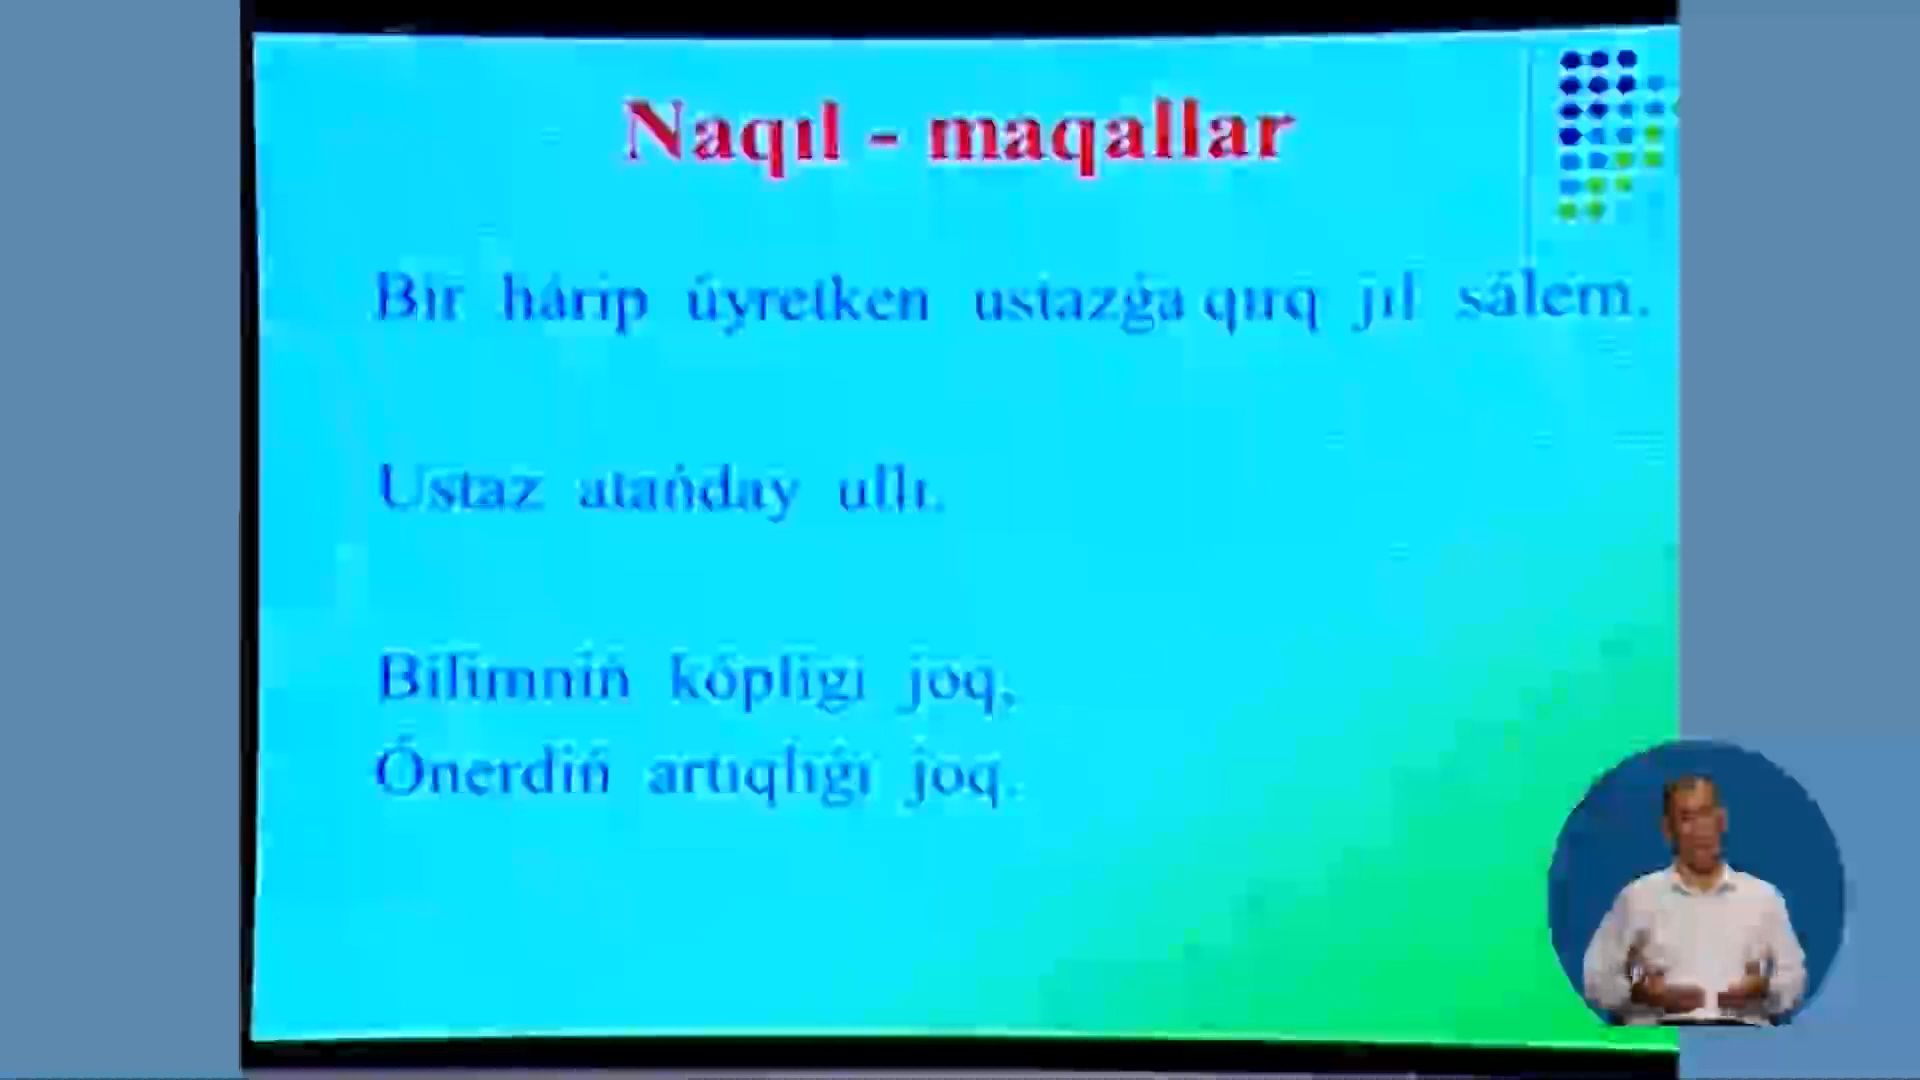 Naqıl - maqallar
Bir hárip úyretken ustazǵa qırq jıl sálem.
Ustaz atańday ullı.
Bilimniń kópligi joq,
Ónerdiń artıqlıǵı joq.